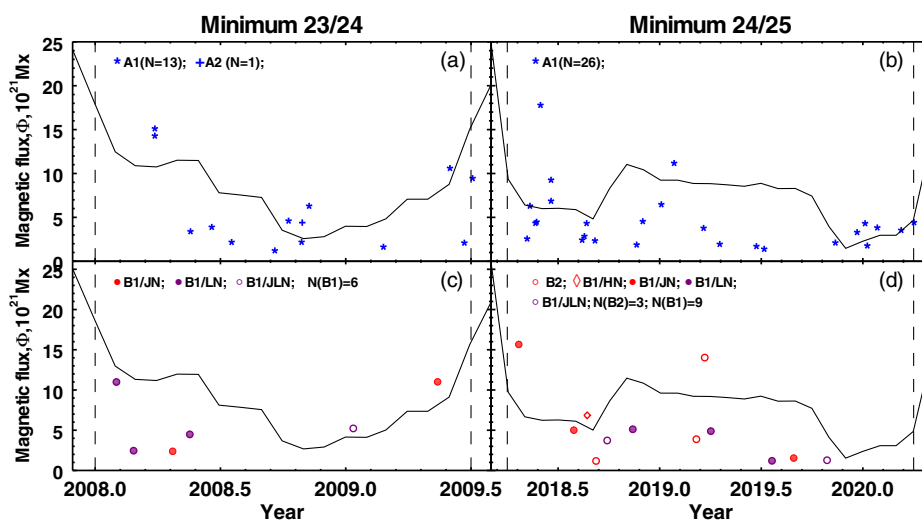 Minimum 23/24 Minimum 24/25
25
20
15
10
5
0
Magnetic flux,Φ,10²¹Mx
* A1(N=13); + A2 (N=1); (a)
* A1(N=26); (b)
25
20
15
10
5
0
Magnetic flux,Φ,10²¹Mx
B1/JN; B1/LN; B1/JLN; N(B1)=6 (c)
B2; B1/HN; B1/JN; B1/LN; (d)
B1/JLN; N(B2)=3; N(B1)=9
2008.0 2008.5 2009.0 2009.5 2018.5 2019.0 2019.5 2020.0
Year Year